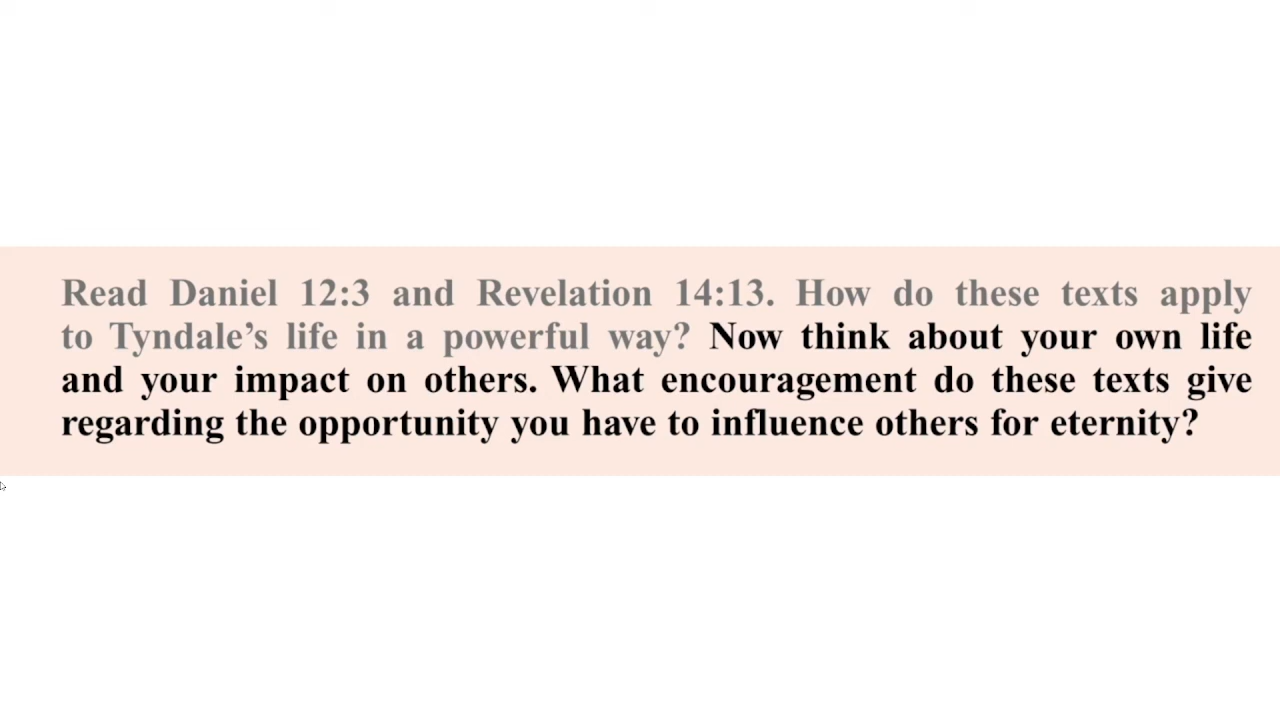 Read Daniel 12:3 and Revelation 14:13. How do these texts apply
to Tyndale’s life in a powerful way? Now think about your own life
and your impact on others. What encouragement do these texts give
regarding the opportunity you have to influence others for eternity?